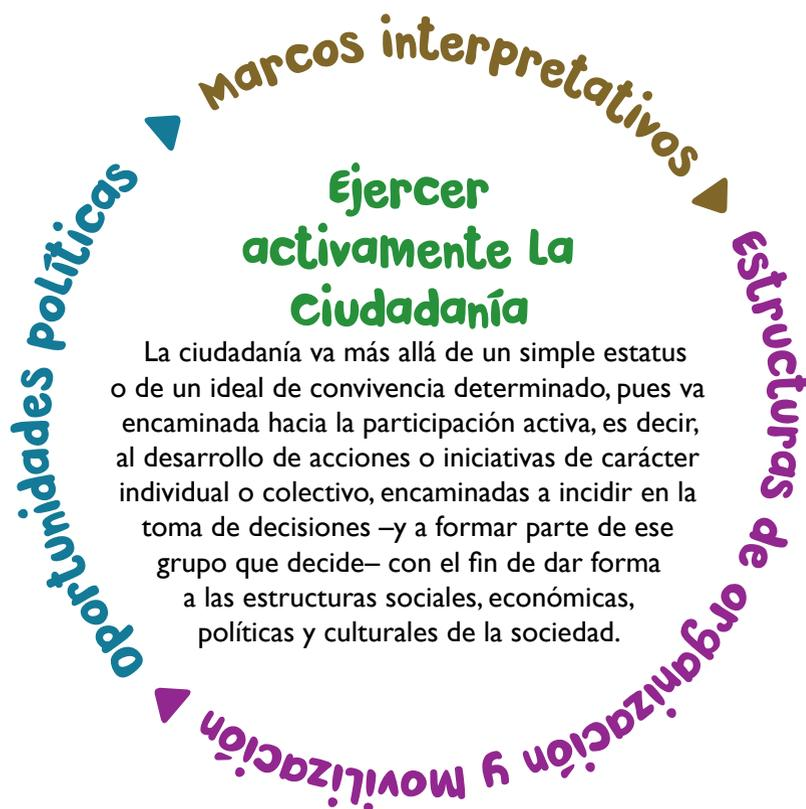 Marcos interpretativos
Estructuras de organización y Movilización
Oportunidades políticas
Ejercer
activamente la
Ciudadanía
La ciudadanía va más allá de un simple estatus
o de un ideal de convivencia determinado, pues va
encaminada hacia la participación activa, es decir,
al desarrollo de acciones o iniciativas de carácter
individual o colectivo, encaminadas a incidir en la
toma de decisiones –y a formar parte de ese
grupo que decide– con el fin de dar forma
a las estructuras sociales, económicas,
políticas y culturales de la sociedad.